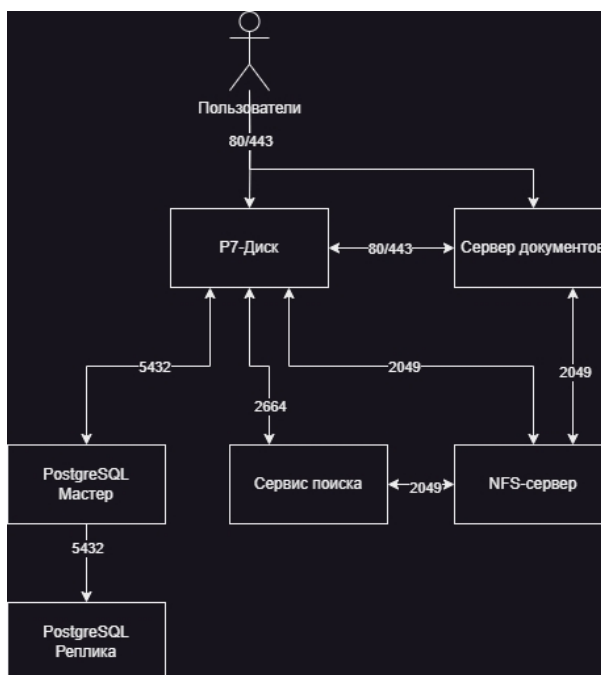 Пользователи
80/443
Р7-Диск
80/443
Сервер документов
5432
2049
2049
2664
PostgreSQL
Мастер
Сервис поиска
2049
NFS-сервер
5432
PostgreSQL
Реплика